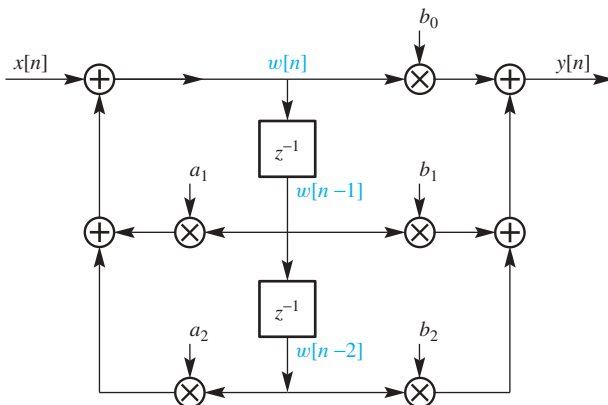 b₀
x[n] w[n] y[n]
z⁻¹
a₁ w[n−1] b₁
z⁻¹
a₂ w[n−2] b₂